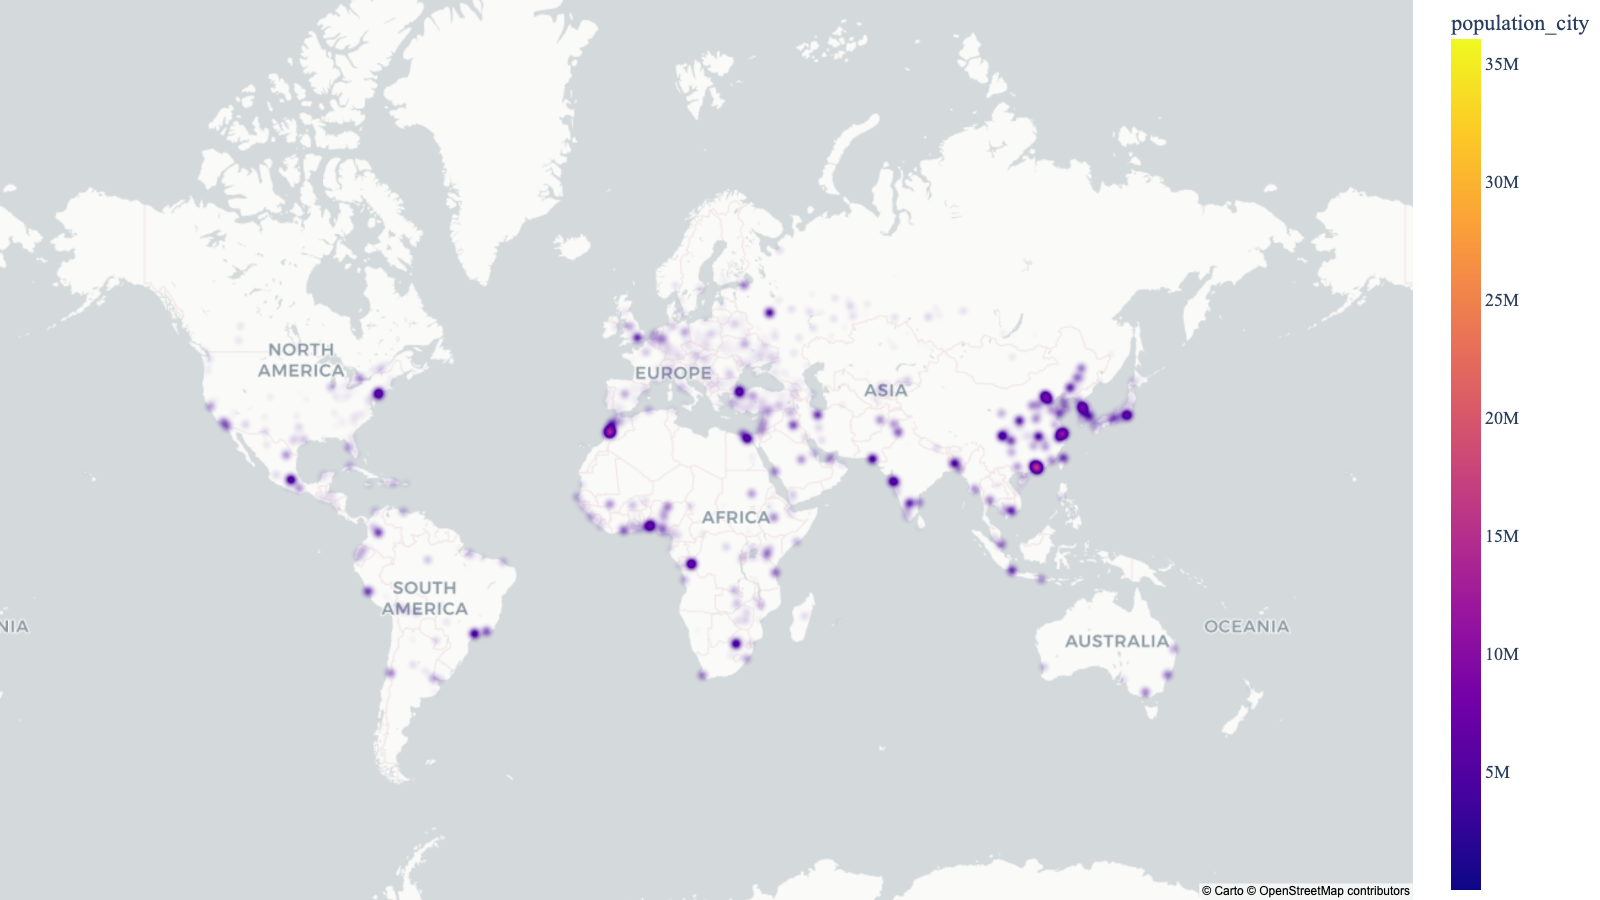 population_city
35M
30M
25M
20M
15M
10M
5M
NORTH
AMERICA
EUROPE
ASIA
AFRICA
SOUTH
AMERICA
NIA
AUSTRALIA
OCEANIA
© Carto © OpenStreetMap contributors